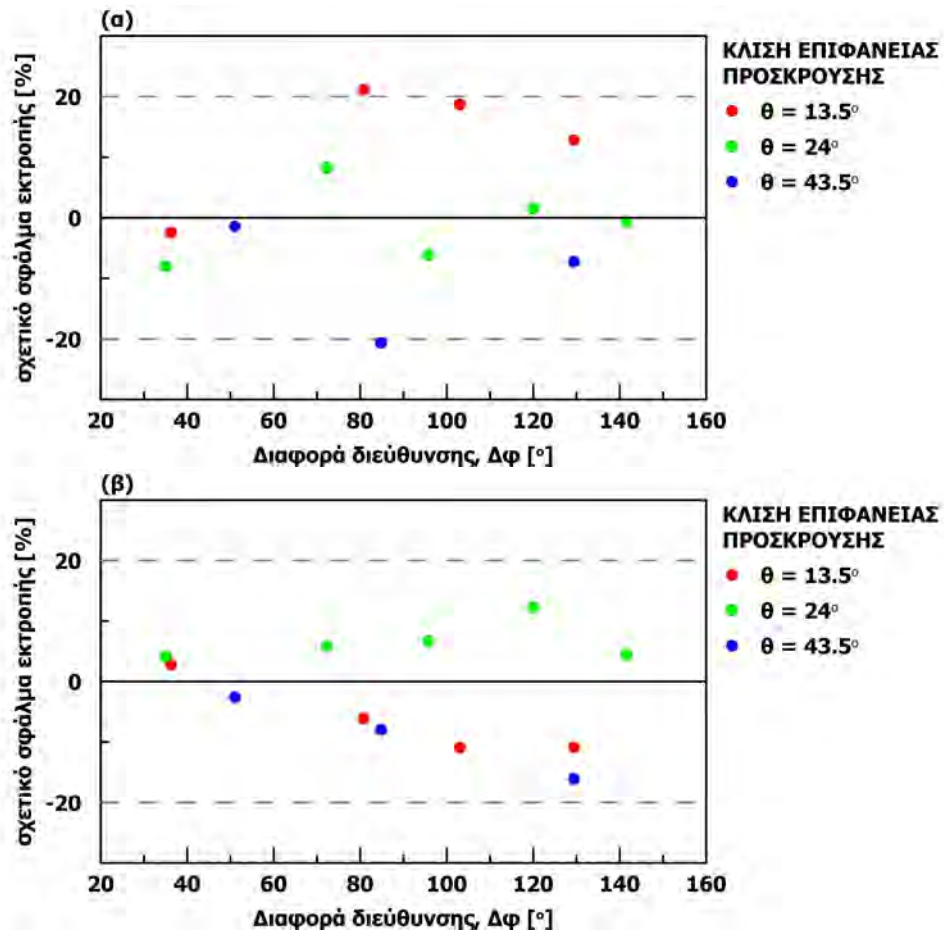 (α)
σχετικό σφάλμα εκτροπής [%]
20
0
-20
20 40 60 80 100 120 140 160
Διαφορά διεύθυνσης, Δφ [°]
ΚΛΙΣΗ ΕΠΙΦΑΝΕΙΑΣ
ΠΡΟΣΚΡΟΥΣΗΣ
θ = 13.5°
θ = 24°
θ = 43.5°
(β)
σχετικό σφάλμα εκτροπής [%]
20
0
-20
20 40 60 80 100 120 140 160
Διαφορά διεύθυνσης, Δφ [°]
ΚΛΙΣΗ ΕΠΙΦΑΝΕΙΑΣ
ΠΡΟΣΚΡΟΥΣΗΣ
θ = 13.5°
θ = 24°
θ = 43.5°